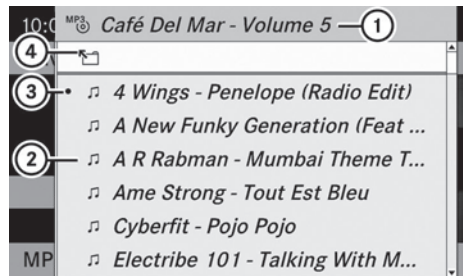 10:0
MP3 Café Del Mar - Volume 5 1
4
3 4 Wings - Penelope (Radio Edit)
A New Funky Generation (Feat ...
2 A R Rabman - Mumbai Theme T...
Ame Strong - Tout Est Bleu
Cyberfit - Pojo Pojo
MP Electribe 101 - Talking With M...